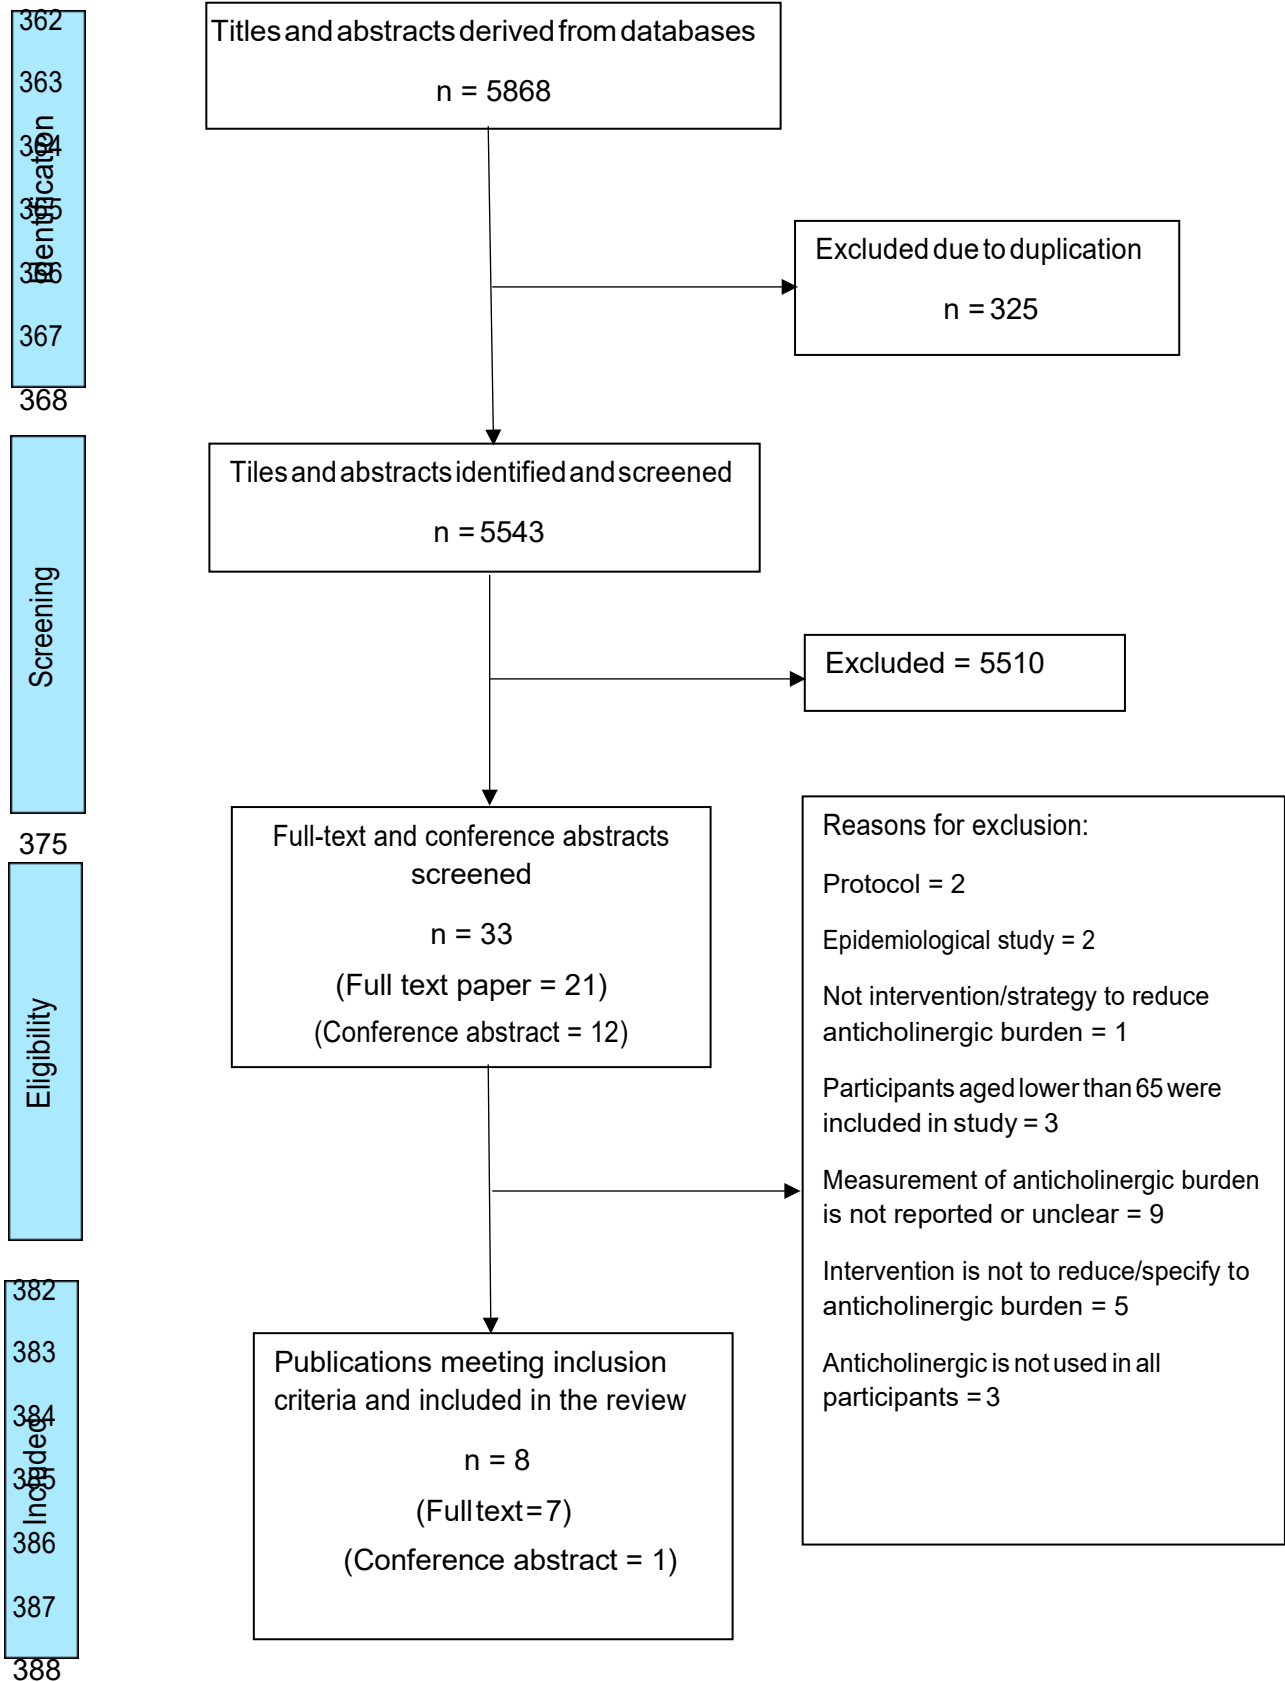 362
363
364
365
366
367
368
Identification
Titles and abstracts derived from databases
n = 5868
Excluded due to duplication
n = 325
Screening
Tiles and abstracts identified and screened
n = 5543
Excluded = 5510
375
Eligibility
Full-text and conference abstracts
screened
n = 33
(Full text paper = 21)
(Conference abstract = 12)
Reasons for exclusion:
Protocol = 2
Epidemiological study = 2
Not intervention/strategy to reduce
anticholinergic burden = 1
Participants aged lower than 65 were
included in study = 3
Measurement of anticholinergic burden
is not reported or unclear = 9
Intervention is not to reduce/specify to
anticholinergic burden = 5
Anticholinergic is not used in all
participants = 3
382
383
384
385
386
387
388
Included
Publications meeting inclusion
criteria and included in the review
n = 8
(Full text = 7)
(Conference abstract = 1)